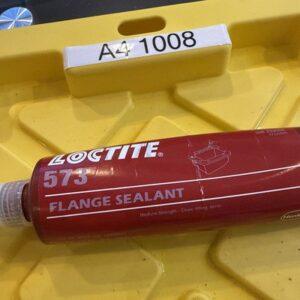 A4 1008
LOCTITE
573
FLANGE SEALANT